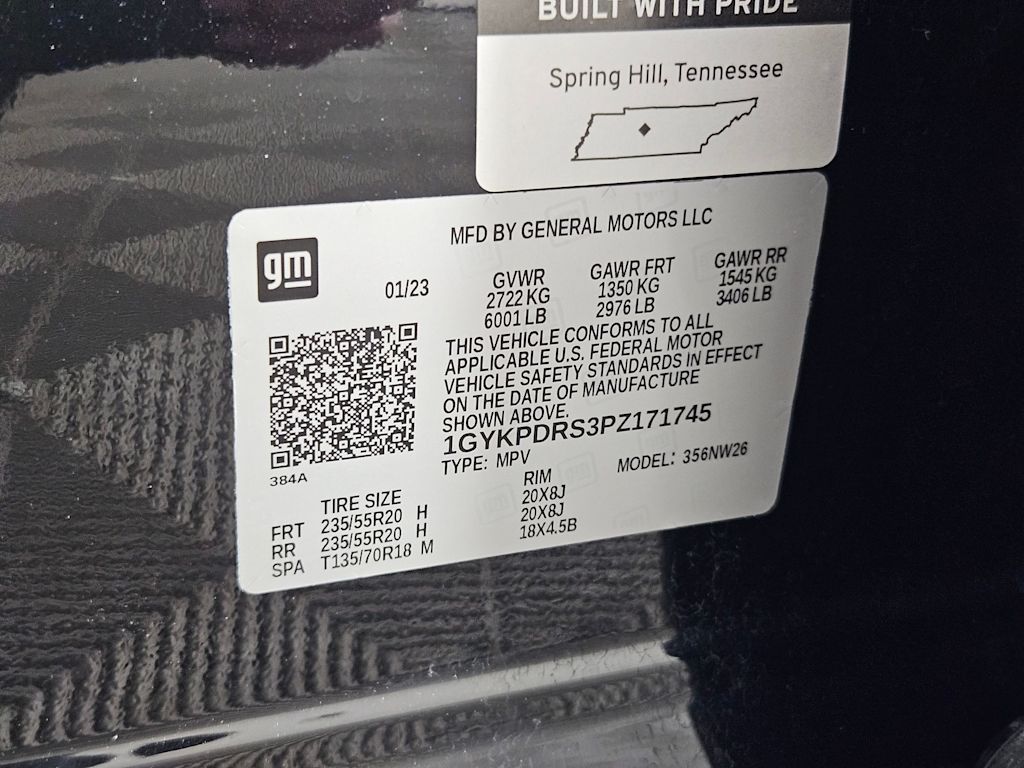 BUILT WITH PRIDE
Spring Hill, Tennessee
MFD BY GENERAL MOTORS LLC
gm
01/23
GVWR
2722 KG
6001 LB
GAWR FRT
1350 KG
2976 LB
GAWR RR
1545 KG
3406 LB
THIS VEHICLE CONFORMS TO ALL
APPLICABLE U.S. FEDERAL MOTOR
VEHICLE SAFETY STANDARDS IN EFFECT
ON THE DATE OF MANUFACTURE
SHOWN ABOVE.
1GYKPDRS3PZ171745
TYPE: MPV
MODEL: 356NW26
384A
TIRE SIZE
RIM
FRT 235/55R20 H 20X8J
RR 235/55R20 H 20X8J
SPA T135/70R18 M 18X4.5B